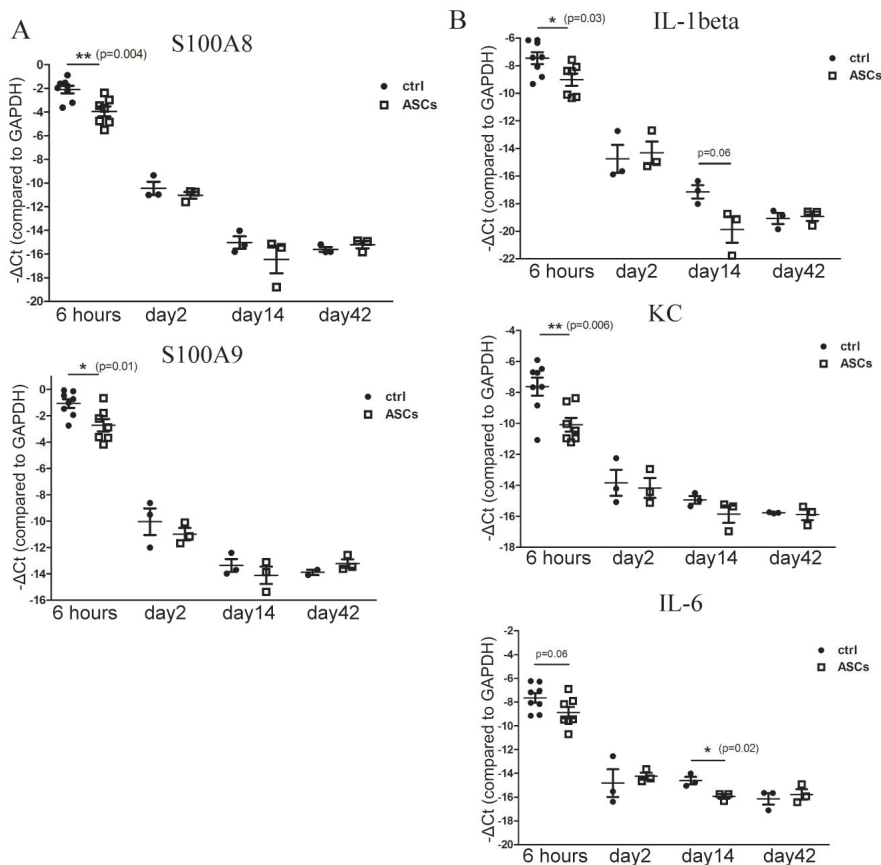 A
S100A8
** (p=0.004)
ctrl
ASCs
-ΔCt (compared to GAPDH)
0
-2
-4
-6
-8
-10
-12
-14
-16
-18
-20
6 hours day2 day14 day42
S100A9
* (p=0.01)
ctrl
ASCs
-ΔCt (compared to GAPDH)
0
-2
-4
-6
-8
-10
-12
-14
-16
6 hours day2 day14 day42
B
IL-1beta
* (p=0.03)
p=0.06
ctrl
ASCs
-ΔCt (compared to GAPDH)
-6
-8
-10
-12
-14
-16
-18
-20
-22
6 hours day2 day14 day42
KC
** (p=0.006)
ctrl
ASCs
-ΔCt (compared to GAPDH)
-4
-6
-8
-10
-12
-14
-16
-18
6 hours day2 day14 day42
IL-6
p=0.06
* (p=0.02)
ctrl
ASCs
-ΔCt (compared to GAPDH)
-2
-4
-6
-8
-10
-12
-14
-16
-18
-20
6 hours day2 day14 day42